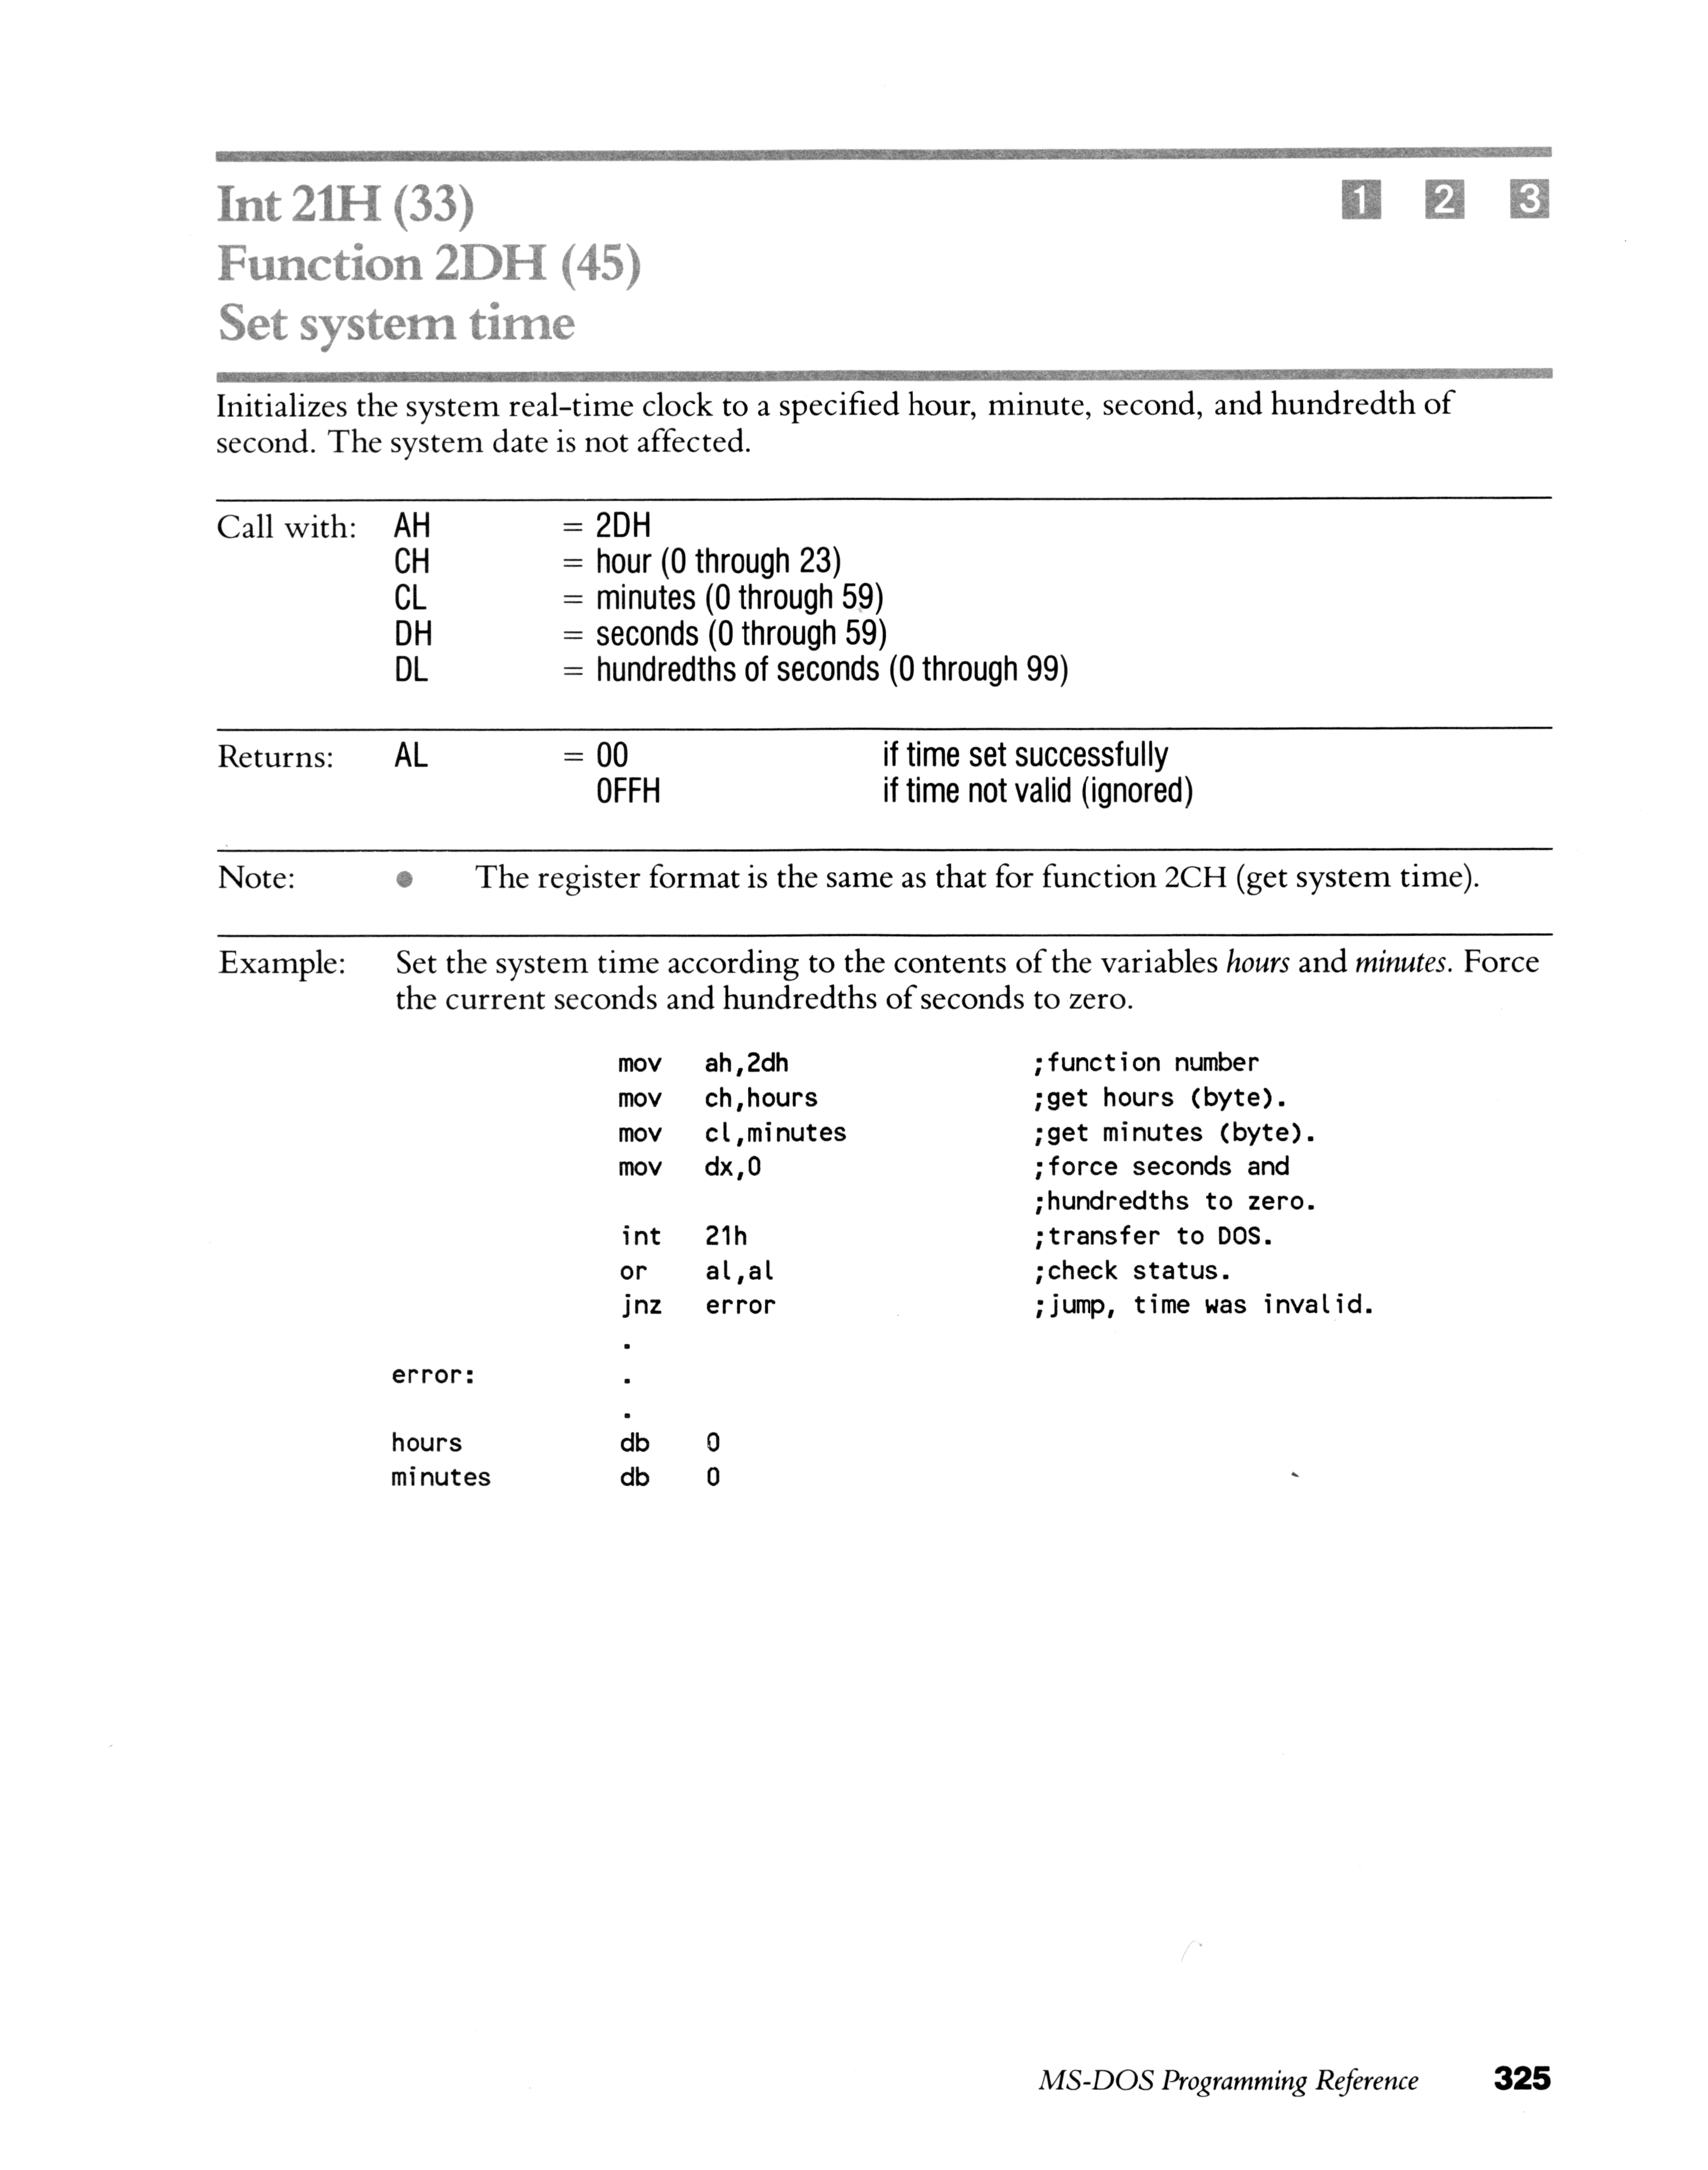 Int 21H (33) 1 2 3
Function 2DH (45)
Set system time
Initializes the system real-time clock to a specified hour, minute, second, and hundredth of
second. The system date is not affected.
Call with: AH = 2DH
CH = hour (0 through 23)
CL = minutes (0 through 59)
DH = seconds (0 through 59)
DL = hundredths of seconds (0 through 99)
Returns: AL = 00 if time set successfully
0FFH if time not valid (ignored)
Note: ● The register format is the same as that for function 2CH (get system time).
Example: Set the system time according to the contents of the variables hours and minutes. Force
the current seconds and hundredths of seconds to zero.
mov ah,2dh ;function number
mov ch,hours ;get hours (byte).
mov cl,minutes ;get minutes (byte).
mov dx,0 ;force seconds and
;hundredths to zero.
int 21h ;transfer to DOS.
or al,al ;check status.
jnz error ;jump, time was invalid.
.
error: .
.
hours db 0
minutes db 0
MS-DOS Programming Reference 325